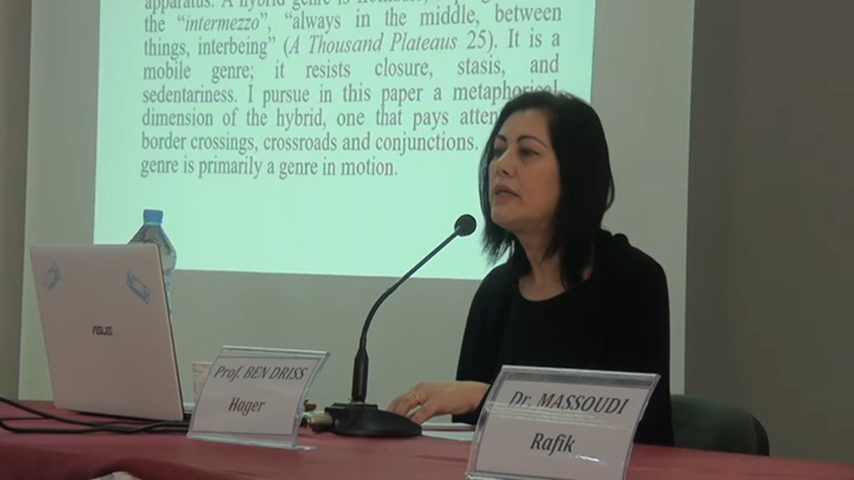 apparatus. A hybrid genre is
the “intermezzo”, “always in the middle, between
things, interbeing” (A Thousand Plateaus 25). It is a
mobile genre; it resists closure, stasis, and
sedentariness. I pursue in this paper a metaphorical
dimension of the hybrid, one that pays
border crossings, crossroads and conjunctions.
genre is primarily a genre in motion.
ASUS
Prof. BEN DRISS
Hager
Dr. MASSOUDI
Rafik